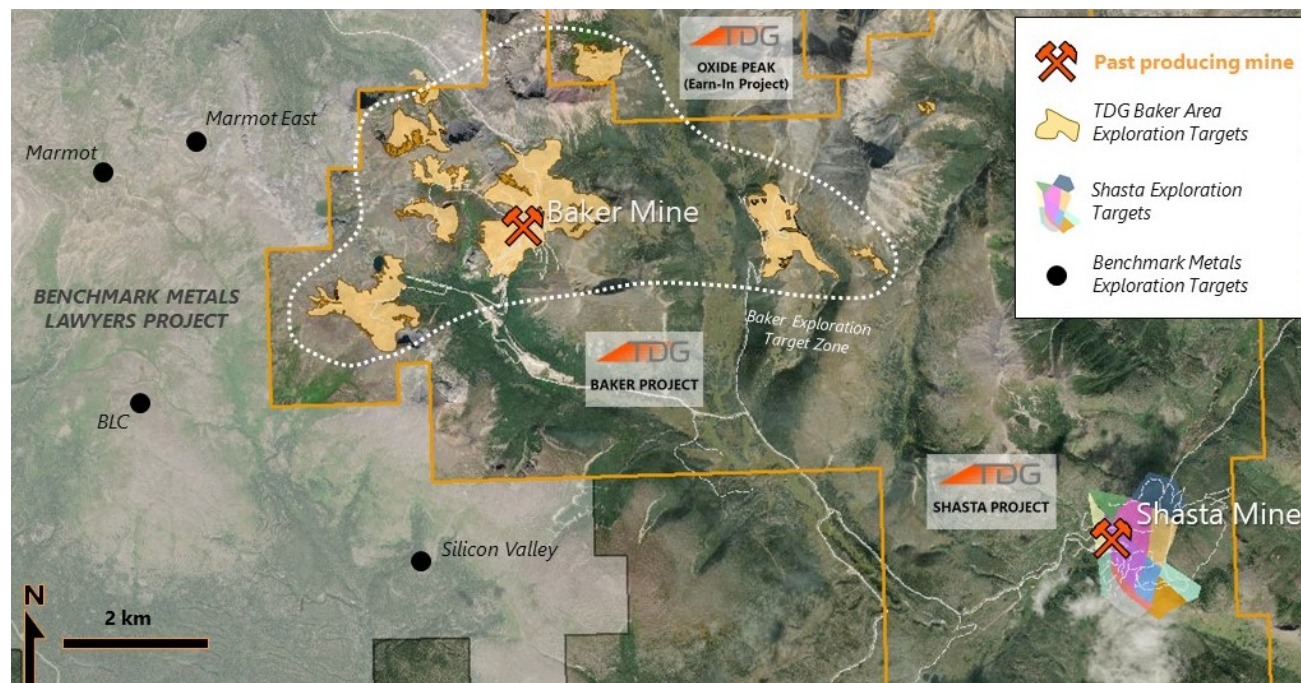 TDG
OXIDE PEAK
(Earn-In Project)
Marmot East
Marmot
Baker Mine
BENCHMARK METALS
LAWYERS PROJECT
Baker Exploration
Target Zone
TDG
BAKER PROJECT
BLC
TDG
SHASTA PROJECT
Shasta Mine
Silicon Valley
N
2 km
Past producing mine
TDG Baker Area
Exploration Targets
Shasta Exploration
Targets
Benchmark Metals
Exploration Targets